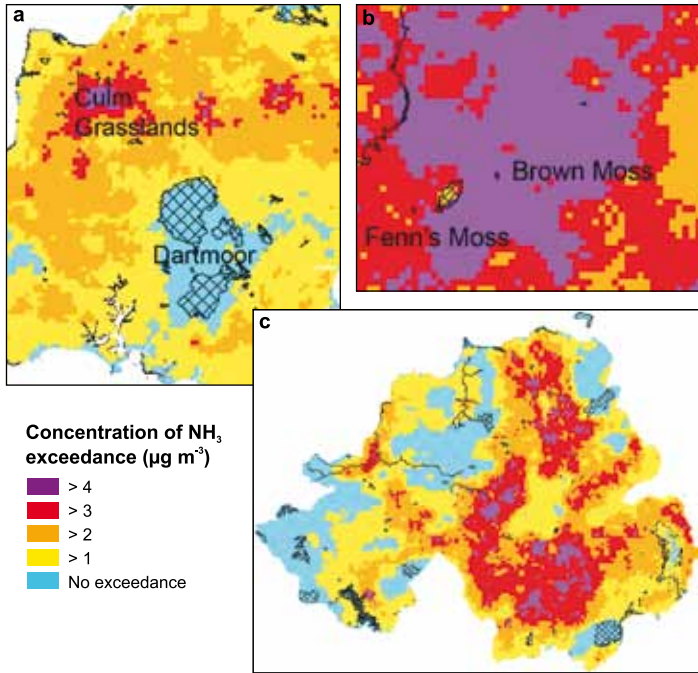 a
Culm
Grasslands
Dartmoor
b
Brown Moss
Fenn's Moss
c
Concentration of NH₃
exceedance (µg m⁻³)
> 4
> 3
> 2
> 1
No exceedance